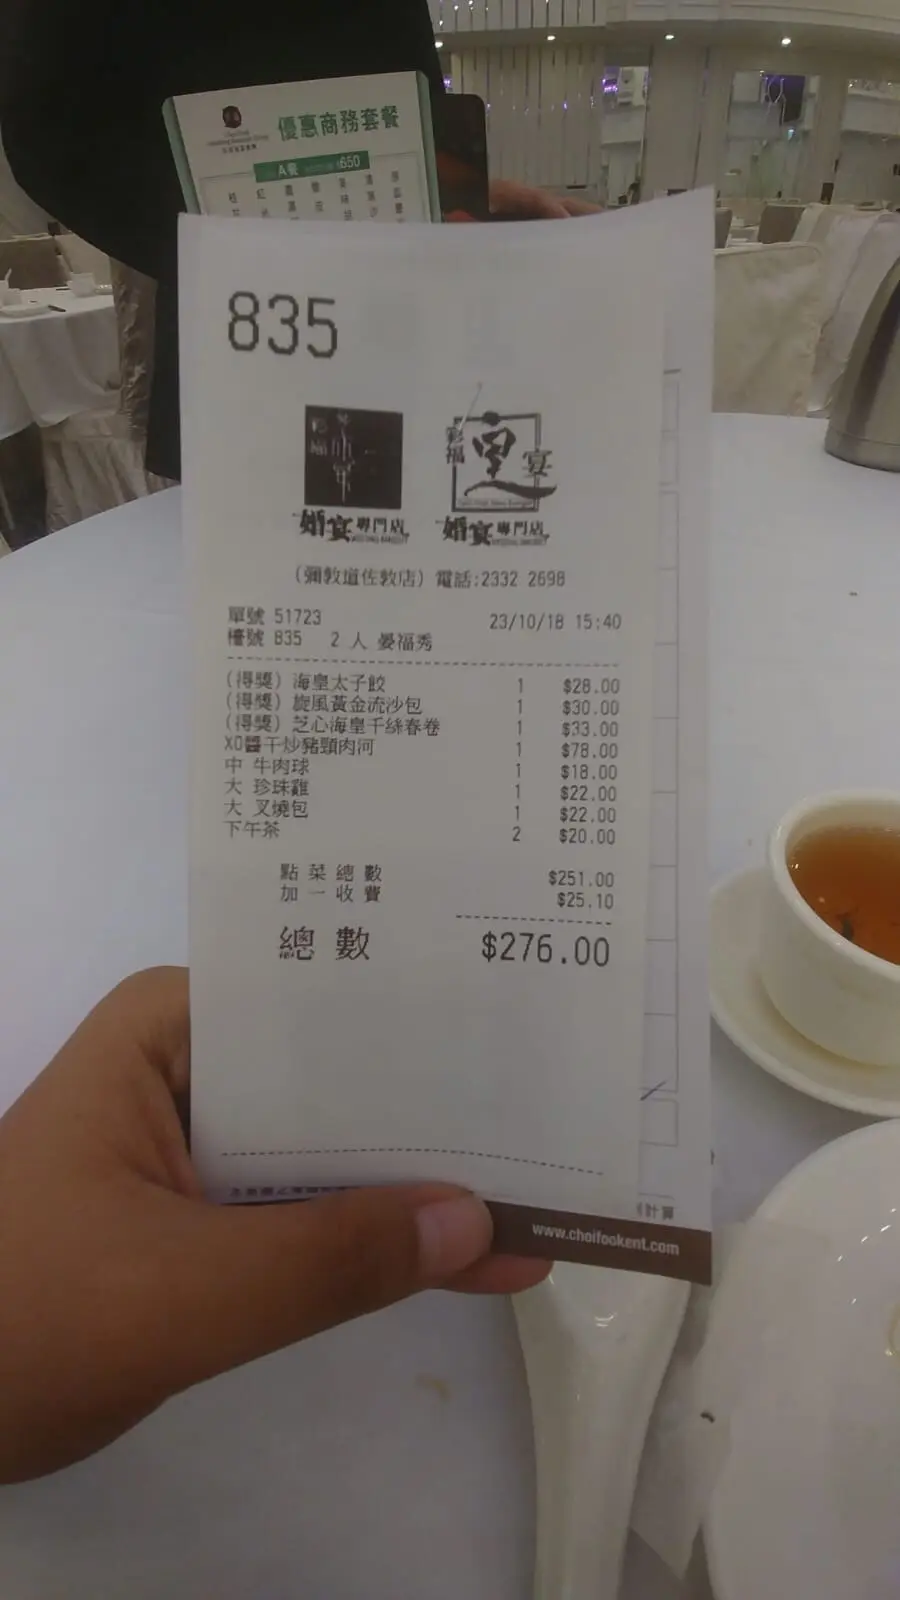 優惠商務套餐
A餐
$650
835
彩福
彩福 皇 宴
婚宴專門店 婚宴專門店
(彌敦道佐敦店) 電話:2332 2698
單號 51723 23/10/18 15:40
檯號 835 2 人 晏福秀
(得獎) 海皇太子餃 1 $28.00
(得獎) 旋風黃金流沙包 1 $30.00
(得獎) 芝心海皇千絲春卷 1 $33.00
XO醬干炒豬頸肉河 1 $78.00
中 牛肉球 1 $18.00
大 珍珠雞 1 $22.00
大 叉燒包 1 $22.00
下午茶 2 $20.00
點 菜 總 數 $251.00
加 一 收 費 $25.10
總 數 $276.00
計算
www.choifookent.com